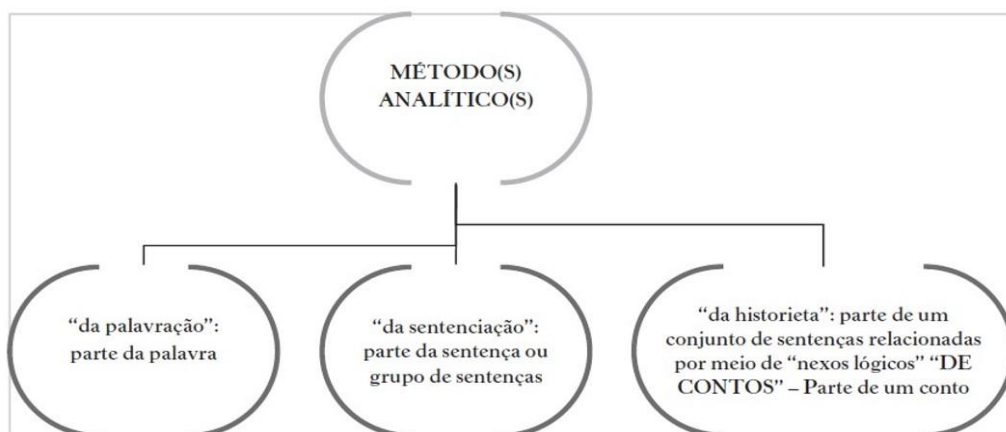 MÉTODO(S)
ANALÍTICO(S)
“da palavração”:
parte da palavra
“da sentenciação”:
parte da sentença ou
grupo de sentenças
“da historieta”: parte de um
conjunto de sentenças relacionadas
por meio de “nexos lógicos” “DE
CONTOS” – Parte de um conto